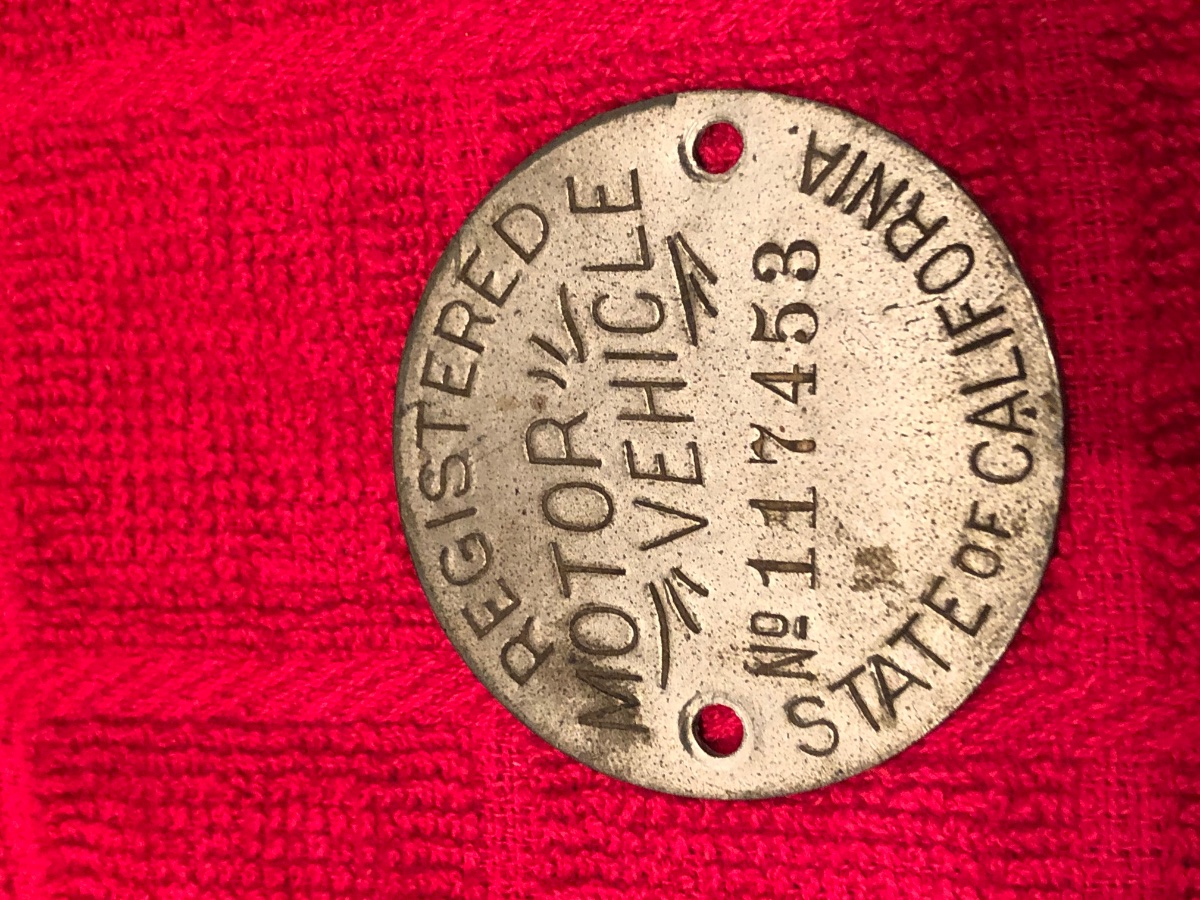 REGISTERED
MOTOR
VEHICLE
Nº 117453
STATE OF CALIFORNIA